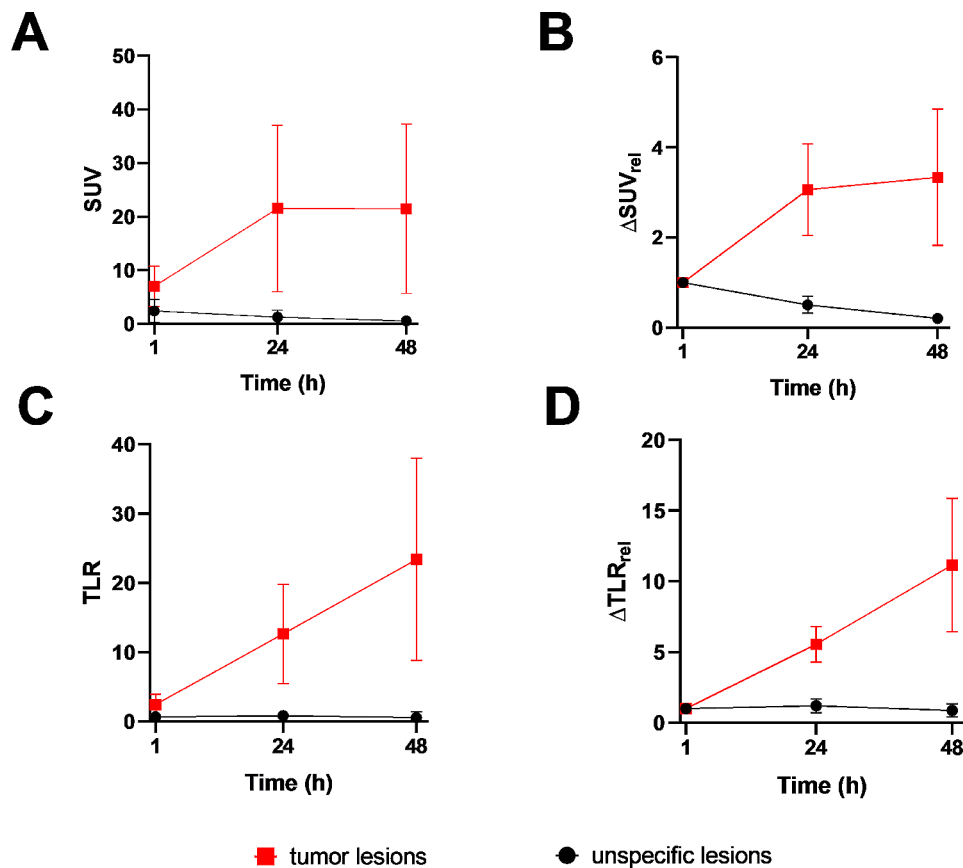 A
50
40
30
20
10
0
SUV
1 24 48
Time (h)
B
6
4
2
0
ΔSUVrel
1 24 48
Time (h)
C
40
30
20
10
0
TLR
1 24 48
Time (h)
D
20
15
10
5
0
ΔTLRrel
1 24 48
Time (h)
tumor lesions
unspecific lesions